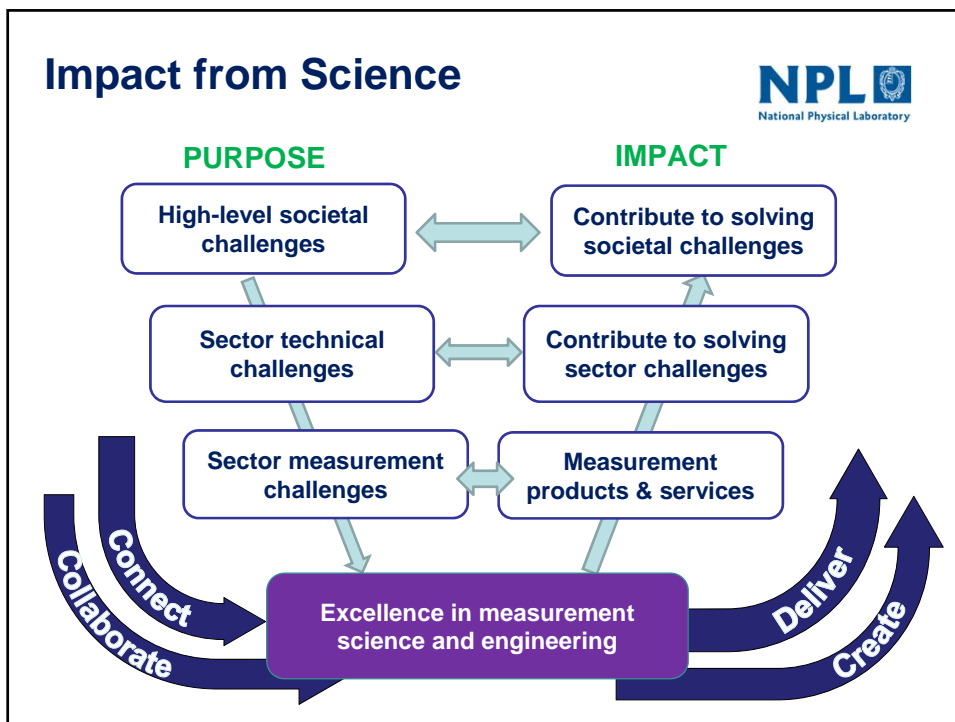 Impact from Science
NPL
National Physical Laboratory
PURPOSE
IMPACT
High-level societal
challenges
Contribute to solving
societal challenges
Sector technical
challenges
Contribute to solving
sector challenges
Sector measurement
challenges
Measurement
products & services
Connect
Collaborate
Excellence in measurement
science and engineering
Deliver
Create